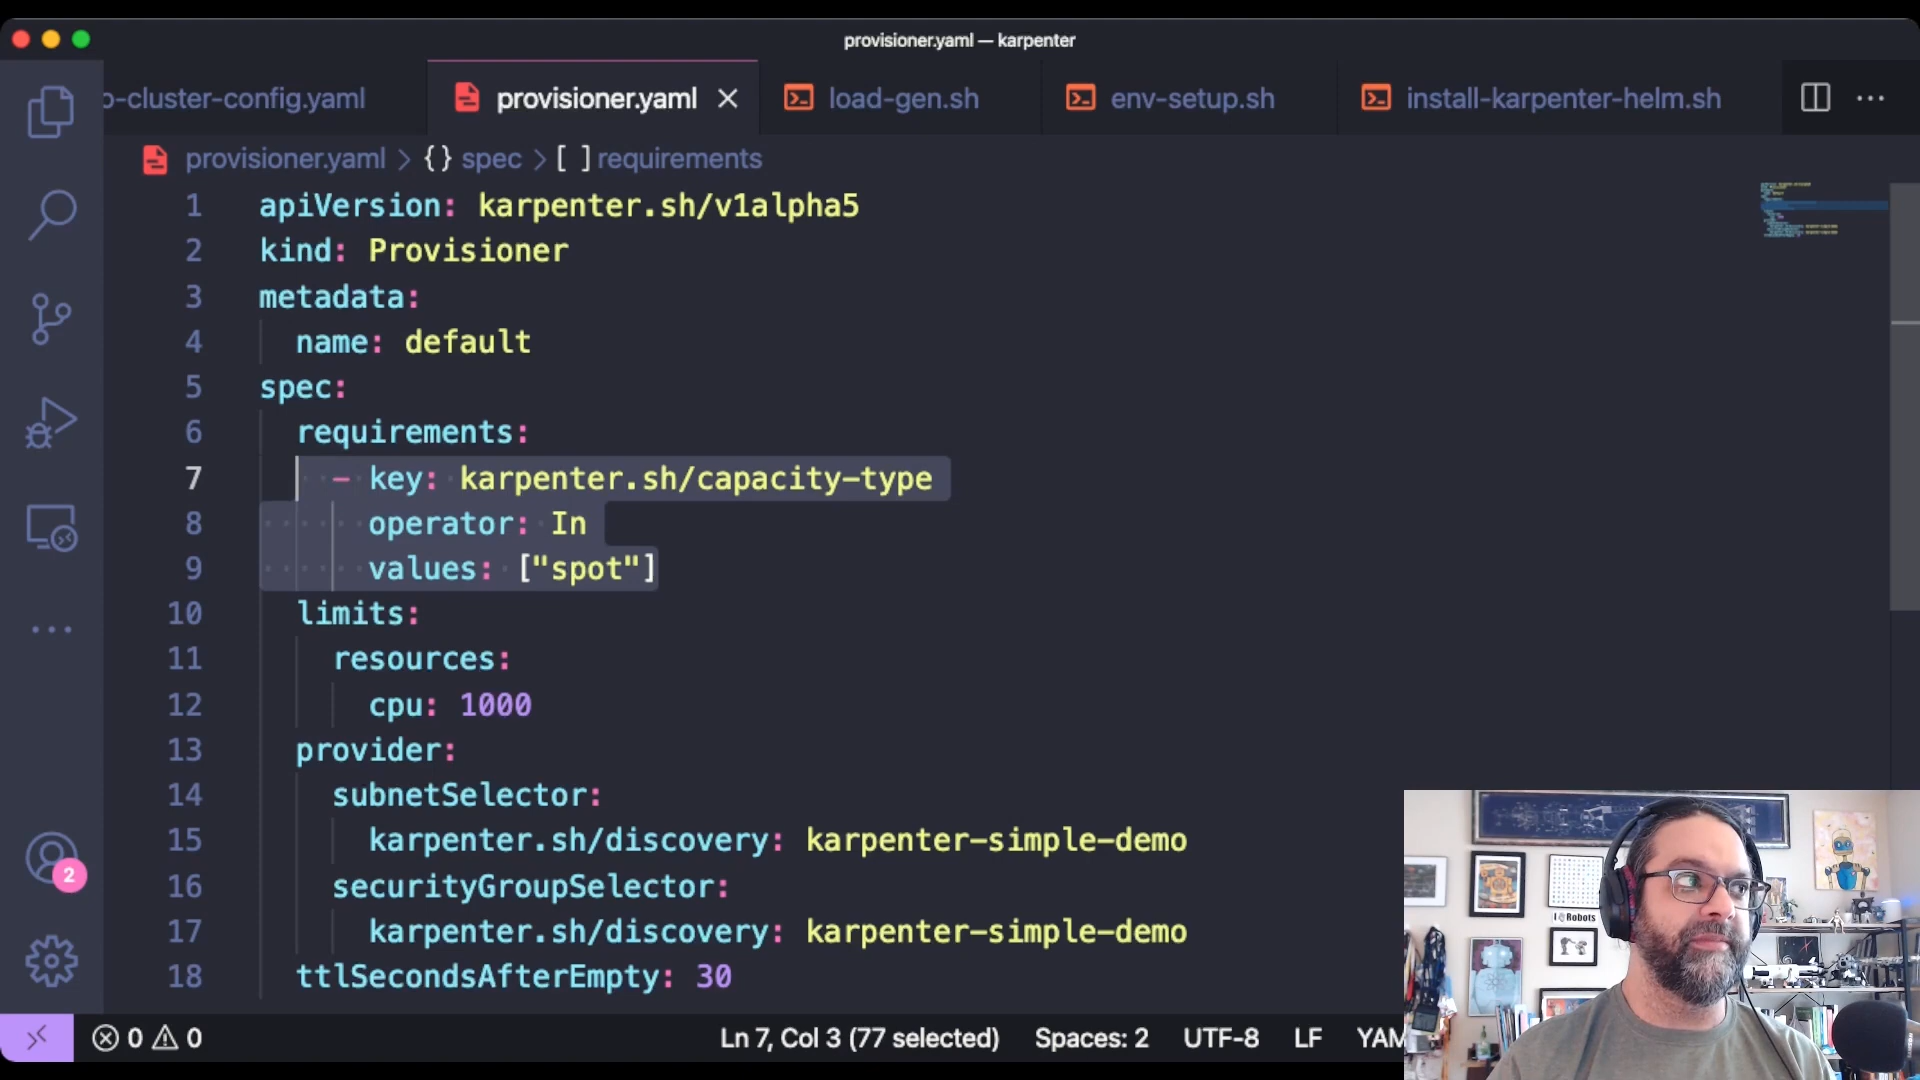 provisioner.yaml — karpenter
o-cluster-config.yaml
provisioner.yaml
load-gen.sh
env-setup.sh
install-karpenter-helm.sh
provisioner.yaml > {} spec > [ ] requirements
1 apiVersion: karpenter.sh/v1alpha5
2 kind: Provisioner
3 metadata:
4 name: default
5 spec:
6 requirements:
7 - key: karpenter.sh/capacity-type
8 operator: In
9 values: ["spot"]
10 limits:
11 resources:
12 cpu: 1000
13 provider:
14 subnetSelector:
15 karpenter.sh/discovery: karpenter-simple-demo
16 securityGroupSelector:
17 karpenter.sh/discovery: karpenter-simple-demo
18 ttlSecondsAfterEmpty: 30
2
0 0
Ln 7, Col 3 (77 selected)
Spaces: 2
UTF-8
LF
YAM
Robots